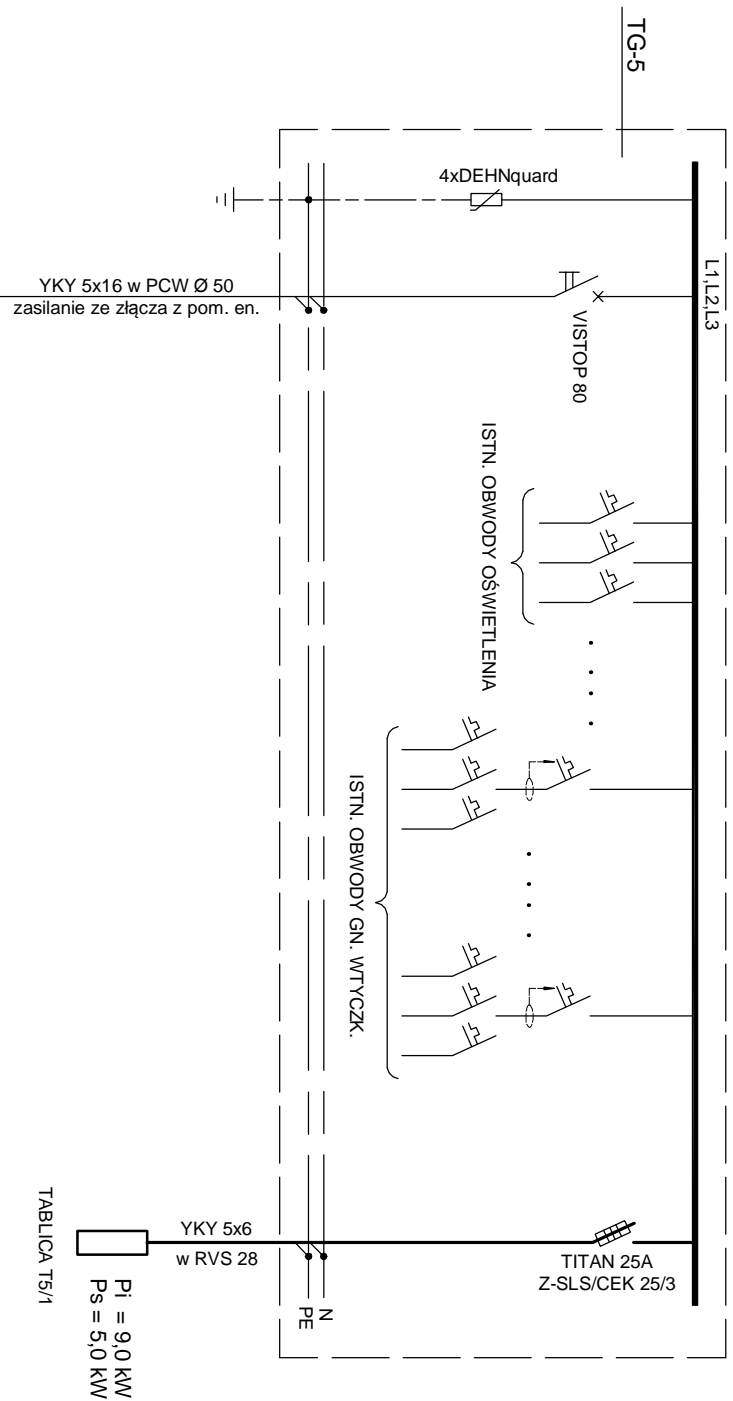 TG-5
4xDEHNquard
L1,L2,L3
YKY 5x16 w PCW Ø 50
zasilanie ze złącza z pom. en.
VISTOP 80
ISTN. OBWODY OŚWIETLENIA
ISTN. OBWODY GN. WTYCZK.
TITAN 25A
Z-SLS/CEK 25/3
YKY 5x6
w RVS 28
N
PE
TABLICA T5/1
Pi = 9,0 kW
Ps = 5,0 kW